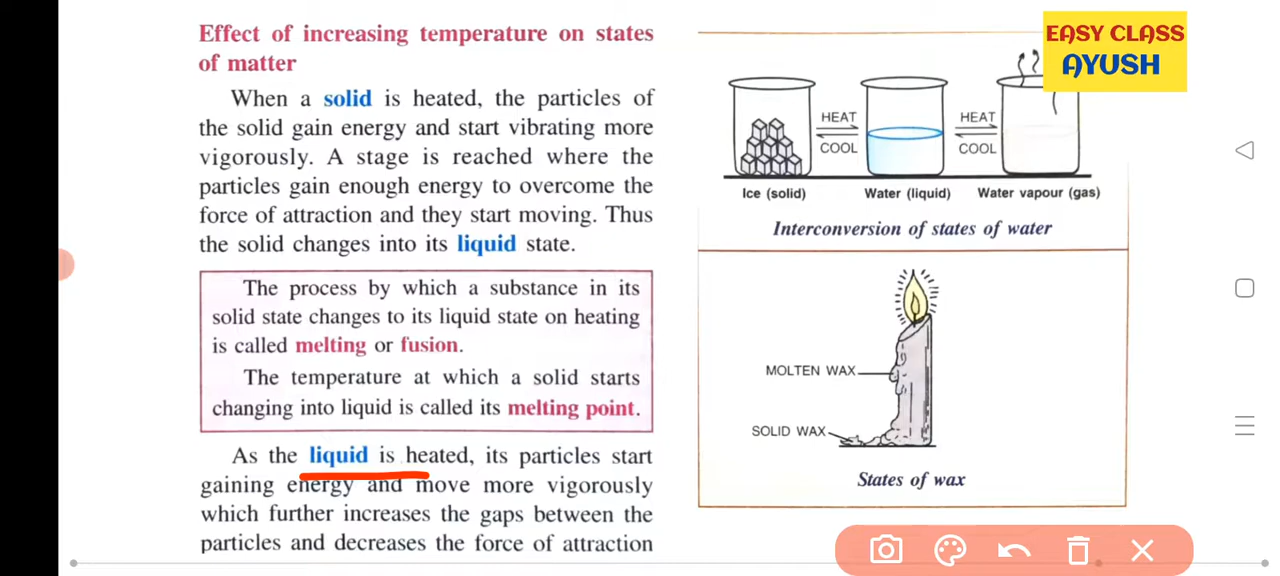 Effect of increasing temperature on states
of matter
When a solid is heated, the particles of
the solid gain energy and start vibrating more
vigorously. A stage is reached where the
particles gain enough energy to overcome the
force of attraction and they start moving. Thus
the solid changes into its liquid state.
The process by which a substance in its
solid state changes to its liquid state on heating
is called melting or fusion.
The temperature at which a solid starts
changing into liquid is called its melting point.
As the liquid is heated, its particles start
gaining energy and move more vigorously
which further increases the gaps between the
particles and decreases the force of attraction
EASY CLASS
AYUSH
HEAT
COOL
HEAT
COOL
Ice (solid)
Water (liquid)
Water vapour (gas)
Interconversion of states of water
MOLTEN WAX
SOLID WAX
States of wax